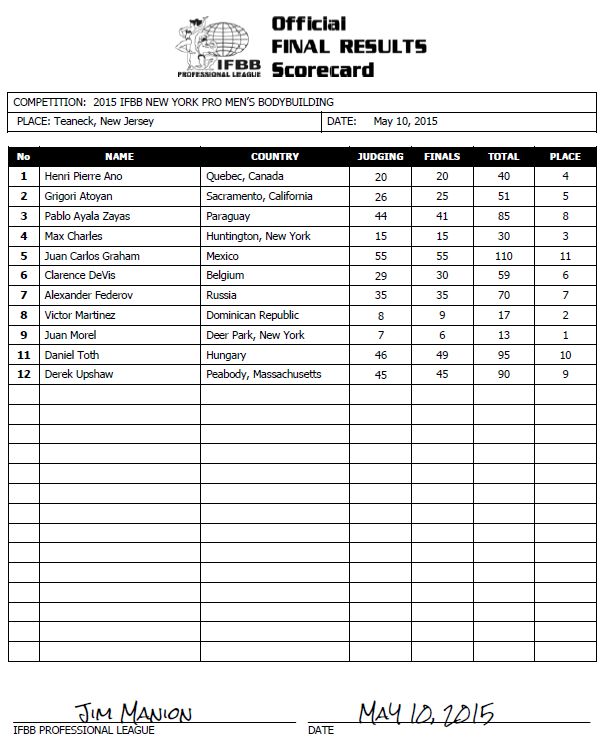 Official
FINAL RESULTS
Scorecard
IFBB
PROFESSIONAL LEAGUE
COMPETITION: 2015 IFBB NEW YORK PRO MEN'S BODYBUILDING
PLACE: Teaneck, New Jersey DATE: May 10, 2015
No NAME COUNTRY JUDGING FINALS TOTAL PLACE
1 Henri Pierre Ano Quebec, Canada 20 20 40 4
2 Grigori Atoyan Sacramento, California 26 25 51 5
3 Pablo Ayala Zayas Paraguay 44 41 85 8
4 Max Charles Huntington, New York 15 15 30 3
5 Juan Carlos Graham Mexico 55 55 110 11
6 Clarence DeVis Belgium 29 30 59 6
7 Alexander Federov Russia 35 35 70 7
8 Victor Martinez Dominican Republic 8 9 17 2
9 Juan Morel Deer Park, New York 7 6 13 1
11 Daniel Toth Hungary 46 49 95 10
12 Derek Upshaw Peabody, Massachusetts 45 45 90 9
JIM MANION MAY 10, 2015
IFBB PROFESSIONAL LEAGUE DATE